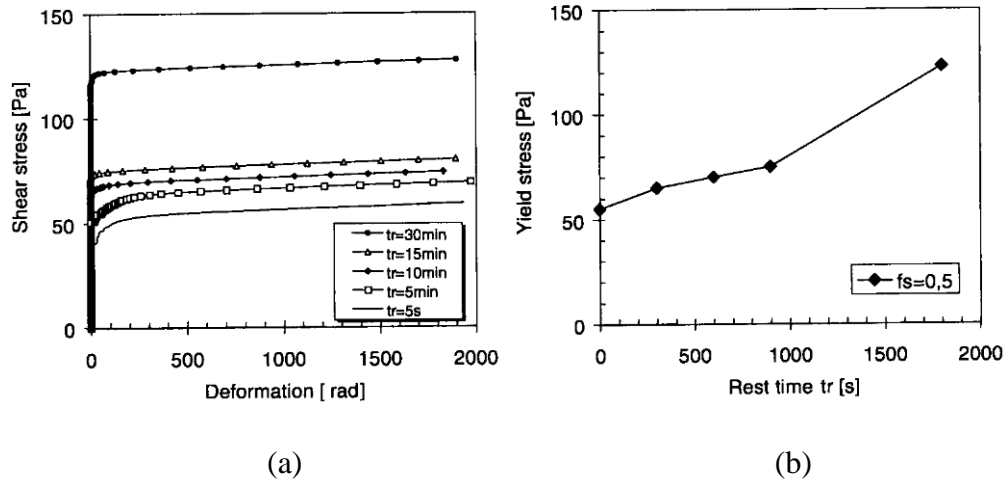 150
100
50
0
Shear stress [Pa]
tr=30min
tr=15min
tr=10min
tr=5min
tr=5s
0
500
1000
1500
2000
Deformation [ rad]
(a)
150
100
50
0
Yield stress [Pa]
fs=0,5
0
500
1000
1500
2000
Rest time tr [s]
(b)